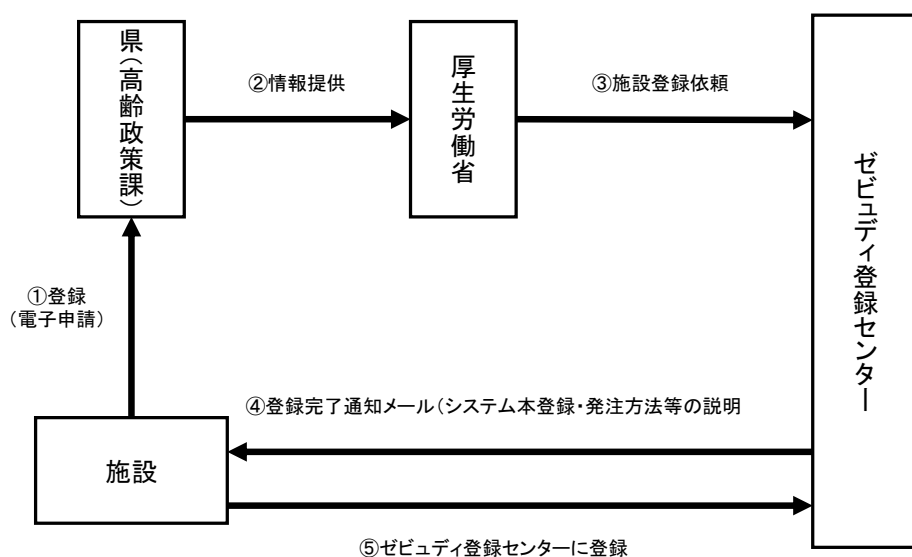 県（高齢政策課）
②情報提供
厚生労働省
③施設登録依頼
ゼビュディ登録センター
①登録
（電子申請）
④登録完了通知メール（システム本登録・発注方法等の説明
施設
⑤ゼビュディ登録センターに登録